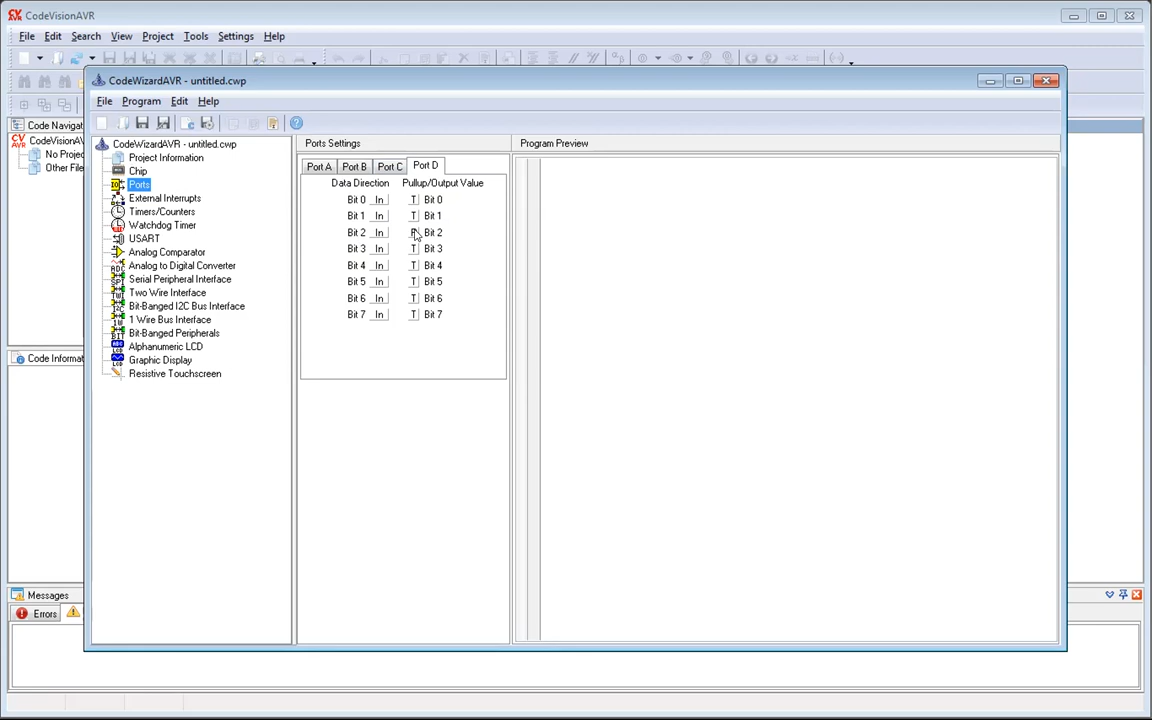 CodeVisionAVR
File Edit Search View Project Tools Settings Help
CodeWizardAVR - untitled.cwp
File Program Edit Help
Code Navig
CodeVisionAV
No Projec
Other File
CodeWizardAVR - untitled.cwp
Project Information
Chip
Ports
External Interrupts
Timers/Counters
Watchdog Timer
USART
Analog Comparator
Analog to Digital Converter
Serial Peripheral Interface
Two Wire Interface
Bit-Banged I2C Bus Interface
1 Wire Bus Interface
Bit-Banged Peripherals
Alphanumeric LCD
Graphic Display
Resistive Touchscreen
Ports Settings
Port A Port B Port C Port D
Data Direction Pullup/Output Value
Bit 0 In T Bit 0
Bit 1 In T Bit 1
Bit 2 In P Bit 2
Bit 3 In T Bit 3
Bit 4 In T Bit 4
Bit 5 In T Bit 5
Bit 6 In T Bit 6
Bit 7 In T Bit 7
Program Preview
Code Informat
Messages
Errors